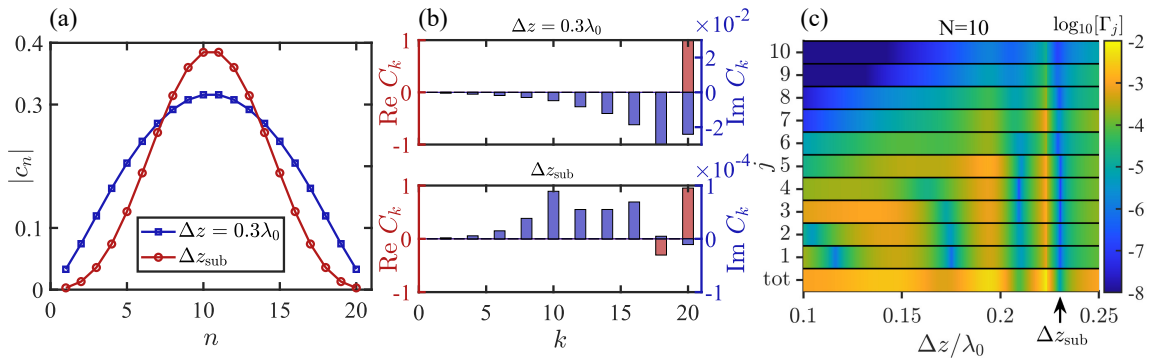 (a)
0.4
0.3
0.1
0
|c_n|
0 5 10 15 20
n
Δz = 0.3λ₀
Δz_sub
(b)
Δz = 0.3λ₀
×10⁻²
1
0
-1
Re C_k
2
0
-2
Im C_k
Δz_sub
×10⁻⁴
1
0
-1
Re C_k
1
0
-1
Im C_k
0 5 10 15 20
k
(c)
N=10
log₁₀[Γ_j]
10
9
8
7
6
5
4
3
2
1
tot
j
0.1 0.15 0.2 0.25
Δz/λ₀
Δz_sub
-2
-3
-4
-5
-6
-7
-8